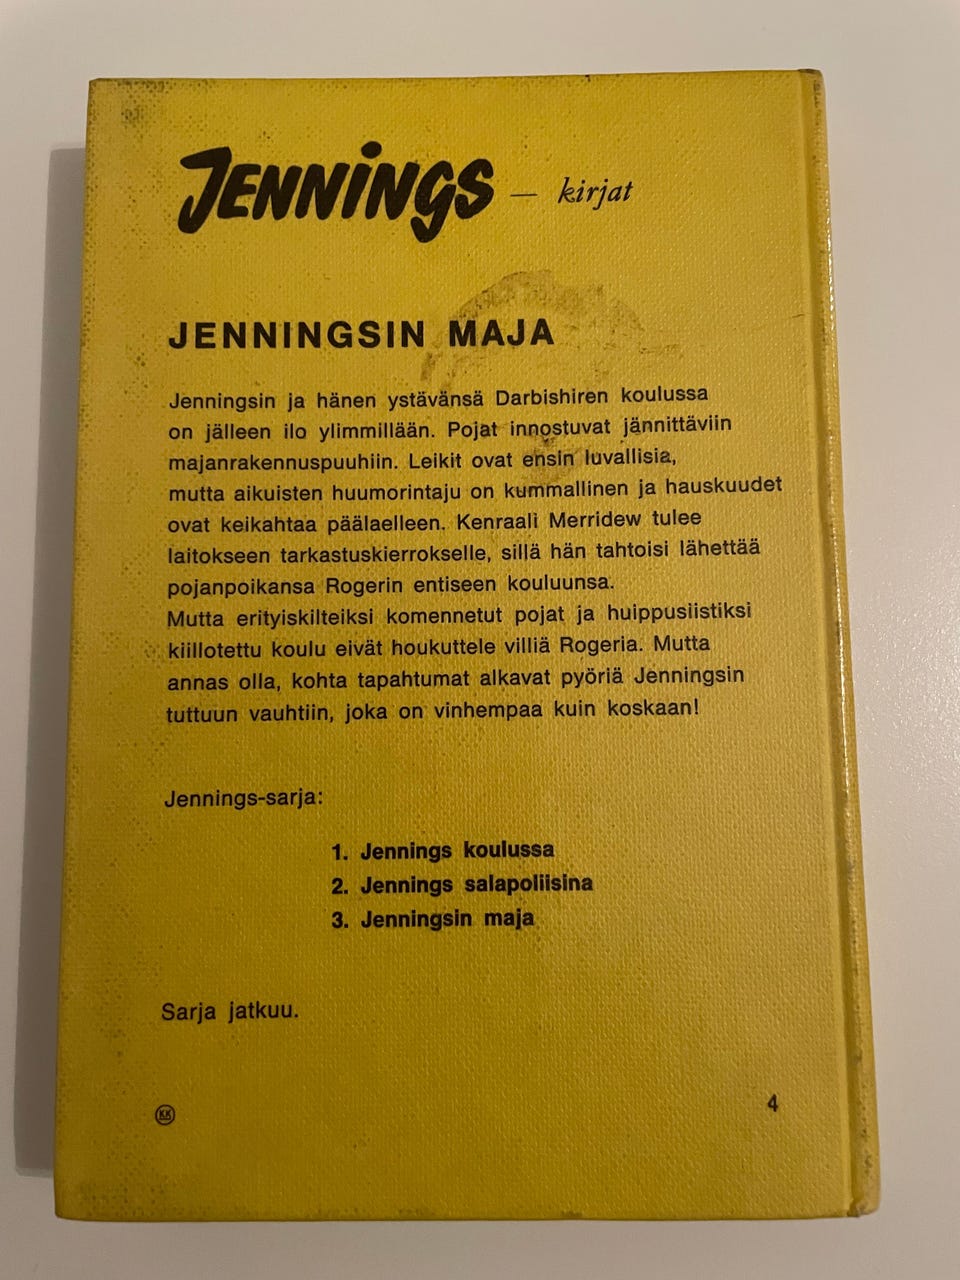 JENNINGS — kirjat
JENNINGSIN MAJA
Jenningsin ja hänen ystävänsä Darbishiren koulussa
on jälleen ilo ylimmillään. Pojat innostuvat jännittäviin
majanrakennuspuuhiin. Leikit ovat ensin luvallisia,
mutta aikuisten huumorintaju on kummallinen ja hauskuudet
ovat keikahtaa päälaelleen. Kenraali Merridew tulee
laitokseen tarkastuskierrokselle, sillä hän tahtoisi lähettää
pojanpoikansa Rogerin entiseen kouluunsa.
Mutta erityiskilteiksi komennetut pojat ja huippusiistiksi
kiillotettu koulu eivät houkuttele villiä Rogeria. Mutta
annas olla, kohta tapahtumat alkavat pyöriä Jenningsin
tuttuun vauhtiin, joka on vinhempaa kuin koskaan!
Jennings-sarja:
1. Jennings koulussa
2. Jennings salapoliisina
3. Jenningsin maja
Sarja jatkuu.
KK
4